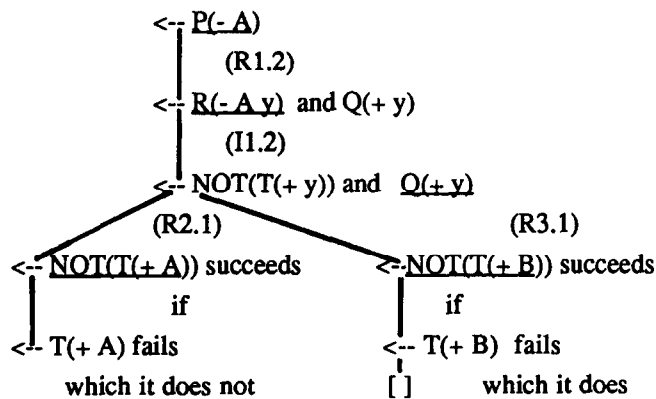 <-- P(- A)
(R1.2)
<-- R(- A y) and Q(+ y)
(I1.2)
<-- NOT(T(+ y)) and Q(+ y)
(R2.1) (R3.1)
<-- NOT(T(+ A)) succeeds <-- NOT(T(+ B)) succeeds
if if
<-- T(+ A) fails <-- T(+ B) fails
which it does not [ ] which it does